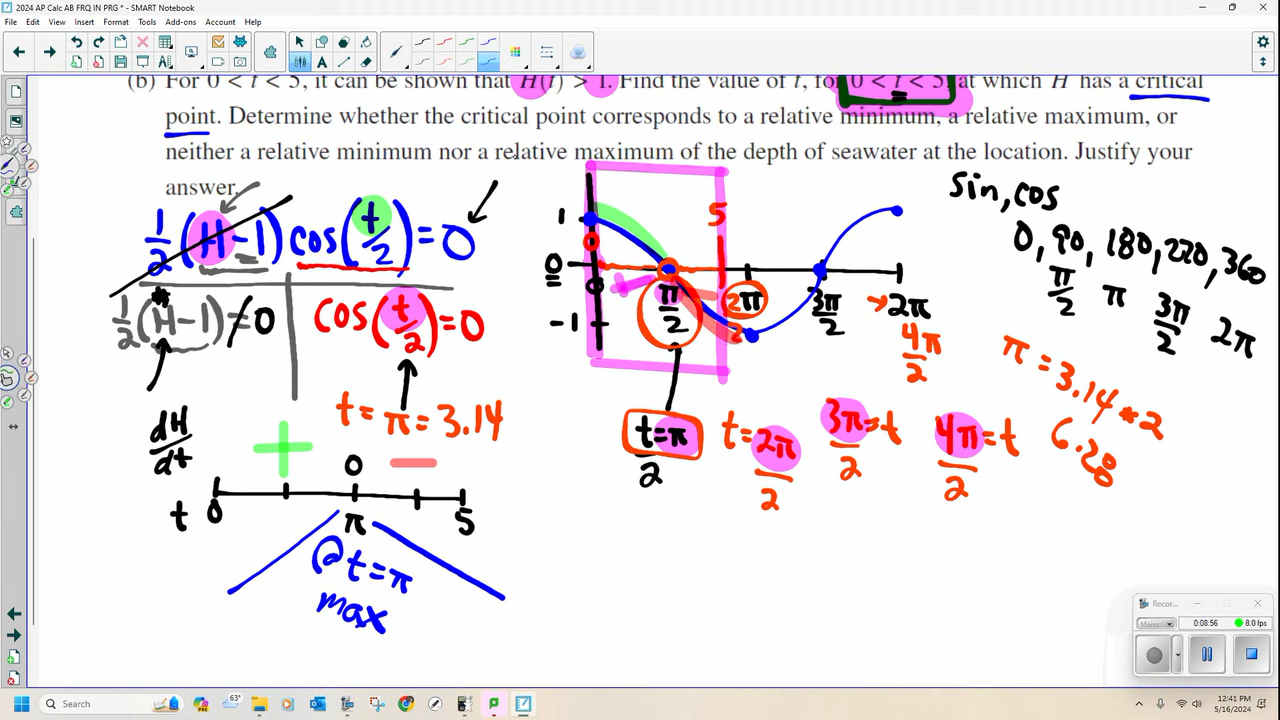 2024 AP Calc AB FRQ IN PRG * - SMART Notebook
File Edit View Insert Format Tools Add-ons Account Help
(b) For 0 < t < 5, it can be shown that H(t) > 1. Find the value of t, for 0 < t < 5, at which H has a critical
point. Determine whether the critical point corresponds to a relative minimum, a relative maximum, or
neither a relative minimum nor a relative maximum of the depth of seawater at the location. Justify your
answer.
1/2 (H-1) cos(t/2) = 0
1/2 (H-1) ≠ 0
cos(t/2) = 0
t = π = 3.14
dH/dt
+ 0 −
t 0 π 5
@ t = π
max
1
0
-1
0
0
5
π/2
2π/2
3π/2
→ 2π
4π/2
t/2 = π/2
t = 2π/2
3π/2 = t
4π/2 = t
sin, cos
0, 90, 180, 270, 360
π/2 π 3π/2 2π
π = 3.14 * 2
6.28
Recor...
Menu
0:08:56
8.0 fps
Search
63°
12:41 PM
5/16/2024